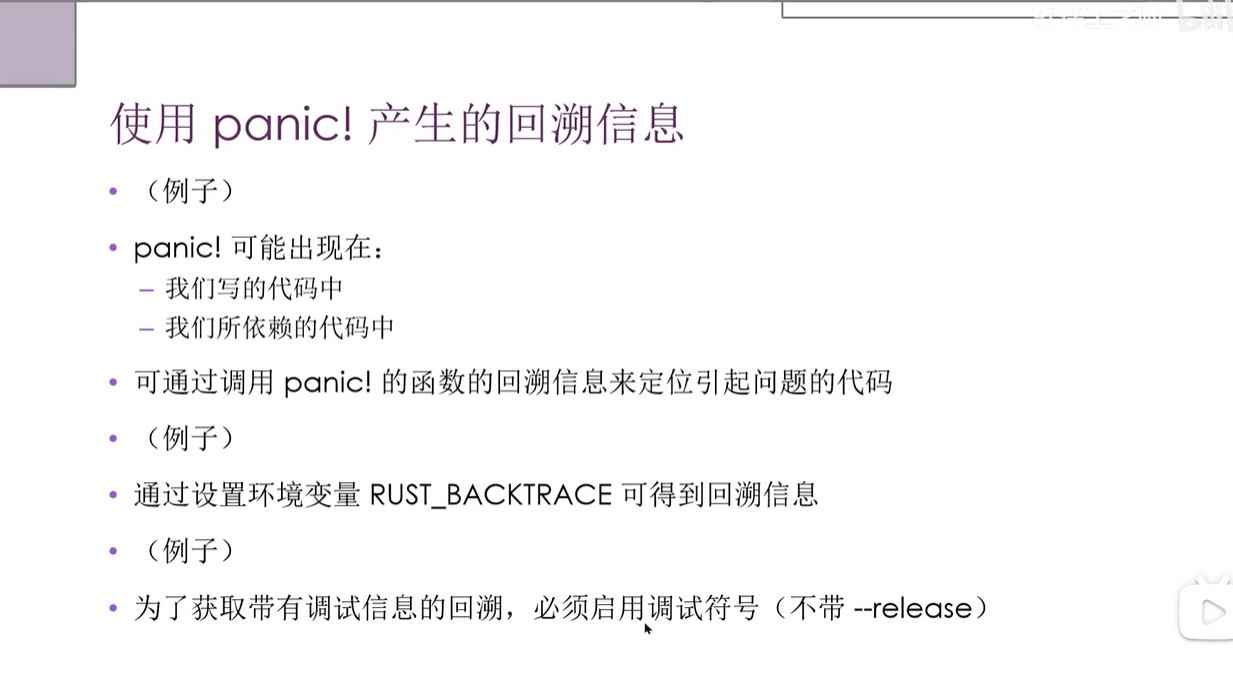 使用 panic! 产生的回溯信息
• （例子）
• panic! 可能出现在：
– 我们写的代码中
– 我们所依赖的代码中
• 可通过调用 panic! 的函数的回溯信息来定位引起问题的代码
• （例子）
• 通过设置环境变量 RUST_BACKTRACE 可得到回溯信息
• （例子）
• 为了获取带有调试信息的回溯，必须启用调试符号（不带 --release）